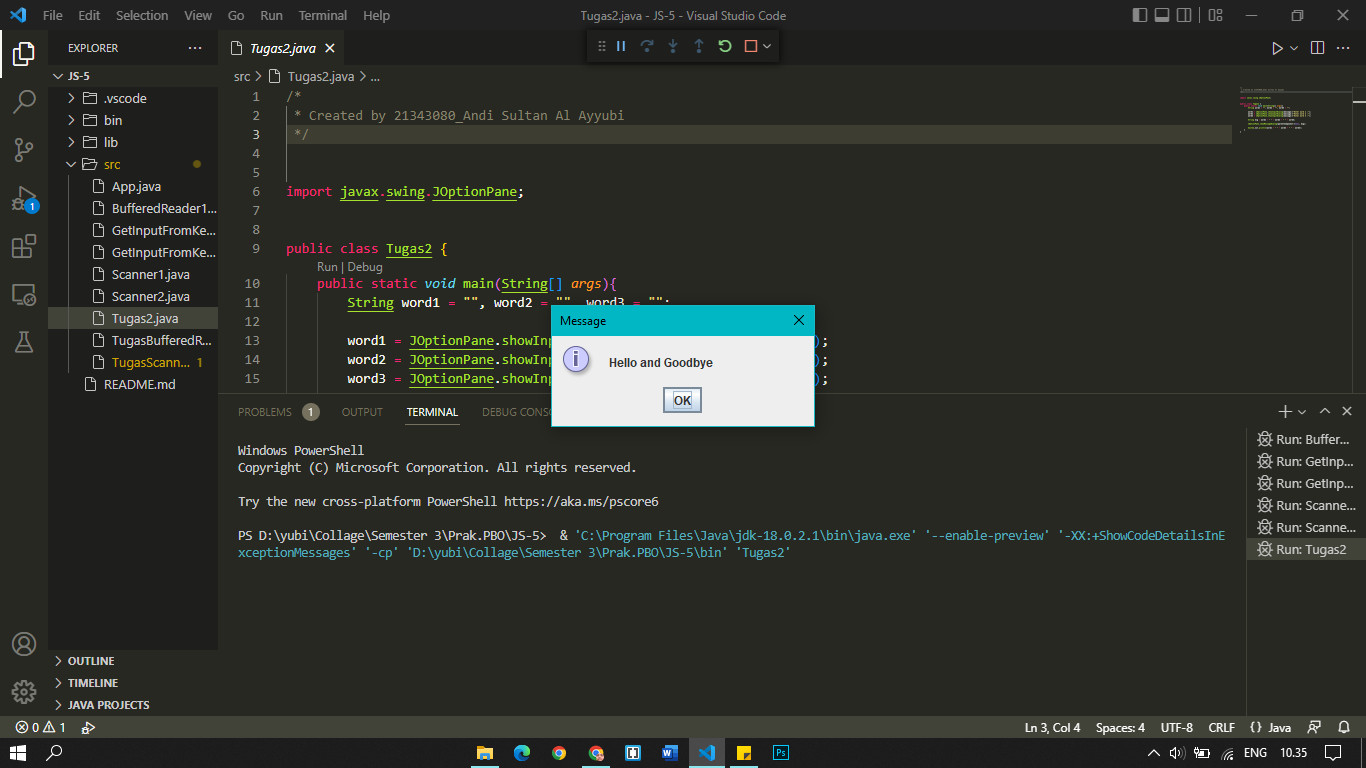 File Edit Selection View Go Run Terminal Help
Tugas2.java - JS-5 - Visual Studio Code
EXPLORER
JS-5
.vscode
bin
lib
src
App.java
BufferedReader1...
GetInputFromKe...
GetInputFromKe...
Scanner1.java
Scanner2.java
Tugas2.java
TugasBufferedR...
TugasScann... 1
README.md
OUTLINE
TIMELINE
JAVA PROJECTS
1
Tugas2.java
src > Tugas2.java > ...
1 /*
2 * Created by 21343080_Andi Sultan Al Ayyubi
3 */
4
5
6 import javax.swing.JOptionPane;
7
8
9 public class Tugas2 {
Run | Debug
10 public static void main(String[] args){
11 String word1 = "", word2 = "", word3 = "";
12
13 word1 = JOptionPane.showInp );
14 word2 = JOptionPane.showInp );
15 word3 = JOptionPane.showInp );
Message
Hello and Goodbye
OK
PROBLEMS 1 OUTPUT TERMINAL DEBUG CONS
Windows PowerShell
Copyright (C) Microsoft Corporation. All rights reserved.
Try the new cross-platform PowerShell https://aka.ms/pscore6
PS D:\yubi\Collage\Semester 3\Prak.PBO\JS-5> & 'C:\Program Files\Java\jdk-18.0.2.1\bin\java.exe' '--enable-preview' '-XX:+ShowCodeDetailsInE
xceptionMessages' '-cp' 'D:\yubi\Collage\Semester 3\Prak.PBO\JS-5\bin' 'Tugas2'
Run: Buffer...
Run: GetInp...
Run: GetInp...
Run: Scanne...
Run: Scanne...
Run: Tugas2
0 1
Ln 3, Col 4 Spaces: 4 UTF-8 CRLF {} Java
W
Ps
ENG 10.35